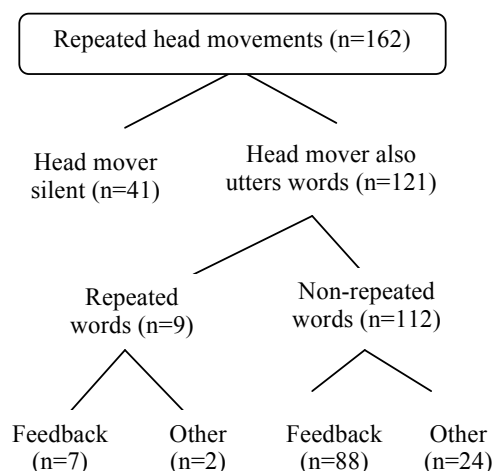 Repeated head movements (n=162)
Head mover
silent (n=41)
Head mover also
utters words (n=121)
Repeated
words (n=9)
Non-repeated
words (n=112)
Feedback
(n=7)
Other
(n=2)
Feedback
(n=88)
Other
(n=24)